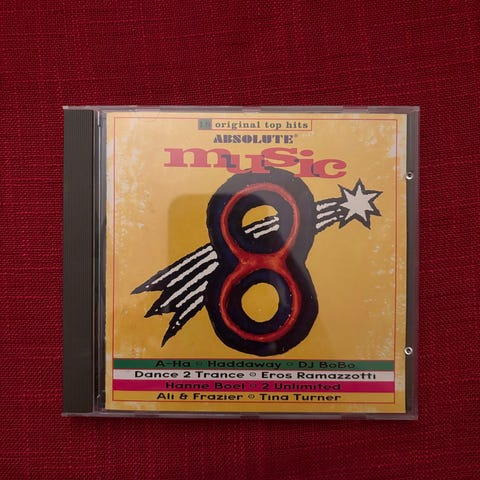 18 original top hits
ABSOLUTE®
music
8
A-Ha ⊙ Haddaway ⊙ DJ BoBo
Dance 2 Trance ⊙ Eros Ramazzotti
Hanne Boel ⊙ 2 Unlimited
Ali & Frazier ⊙ Tina Turner